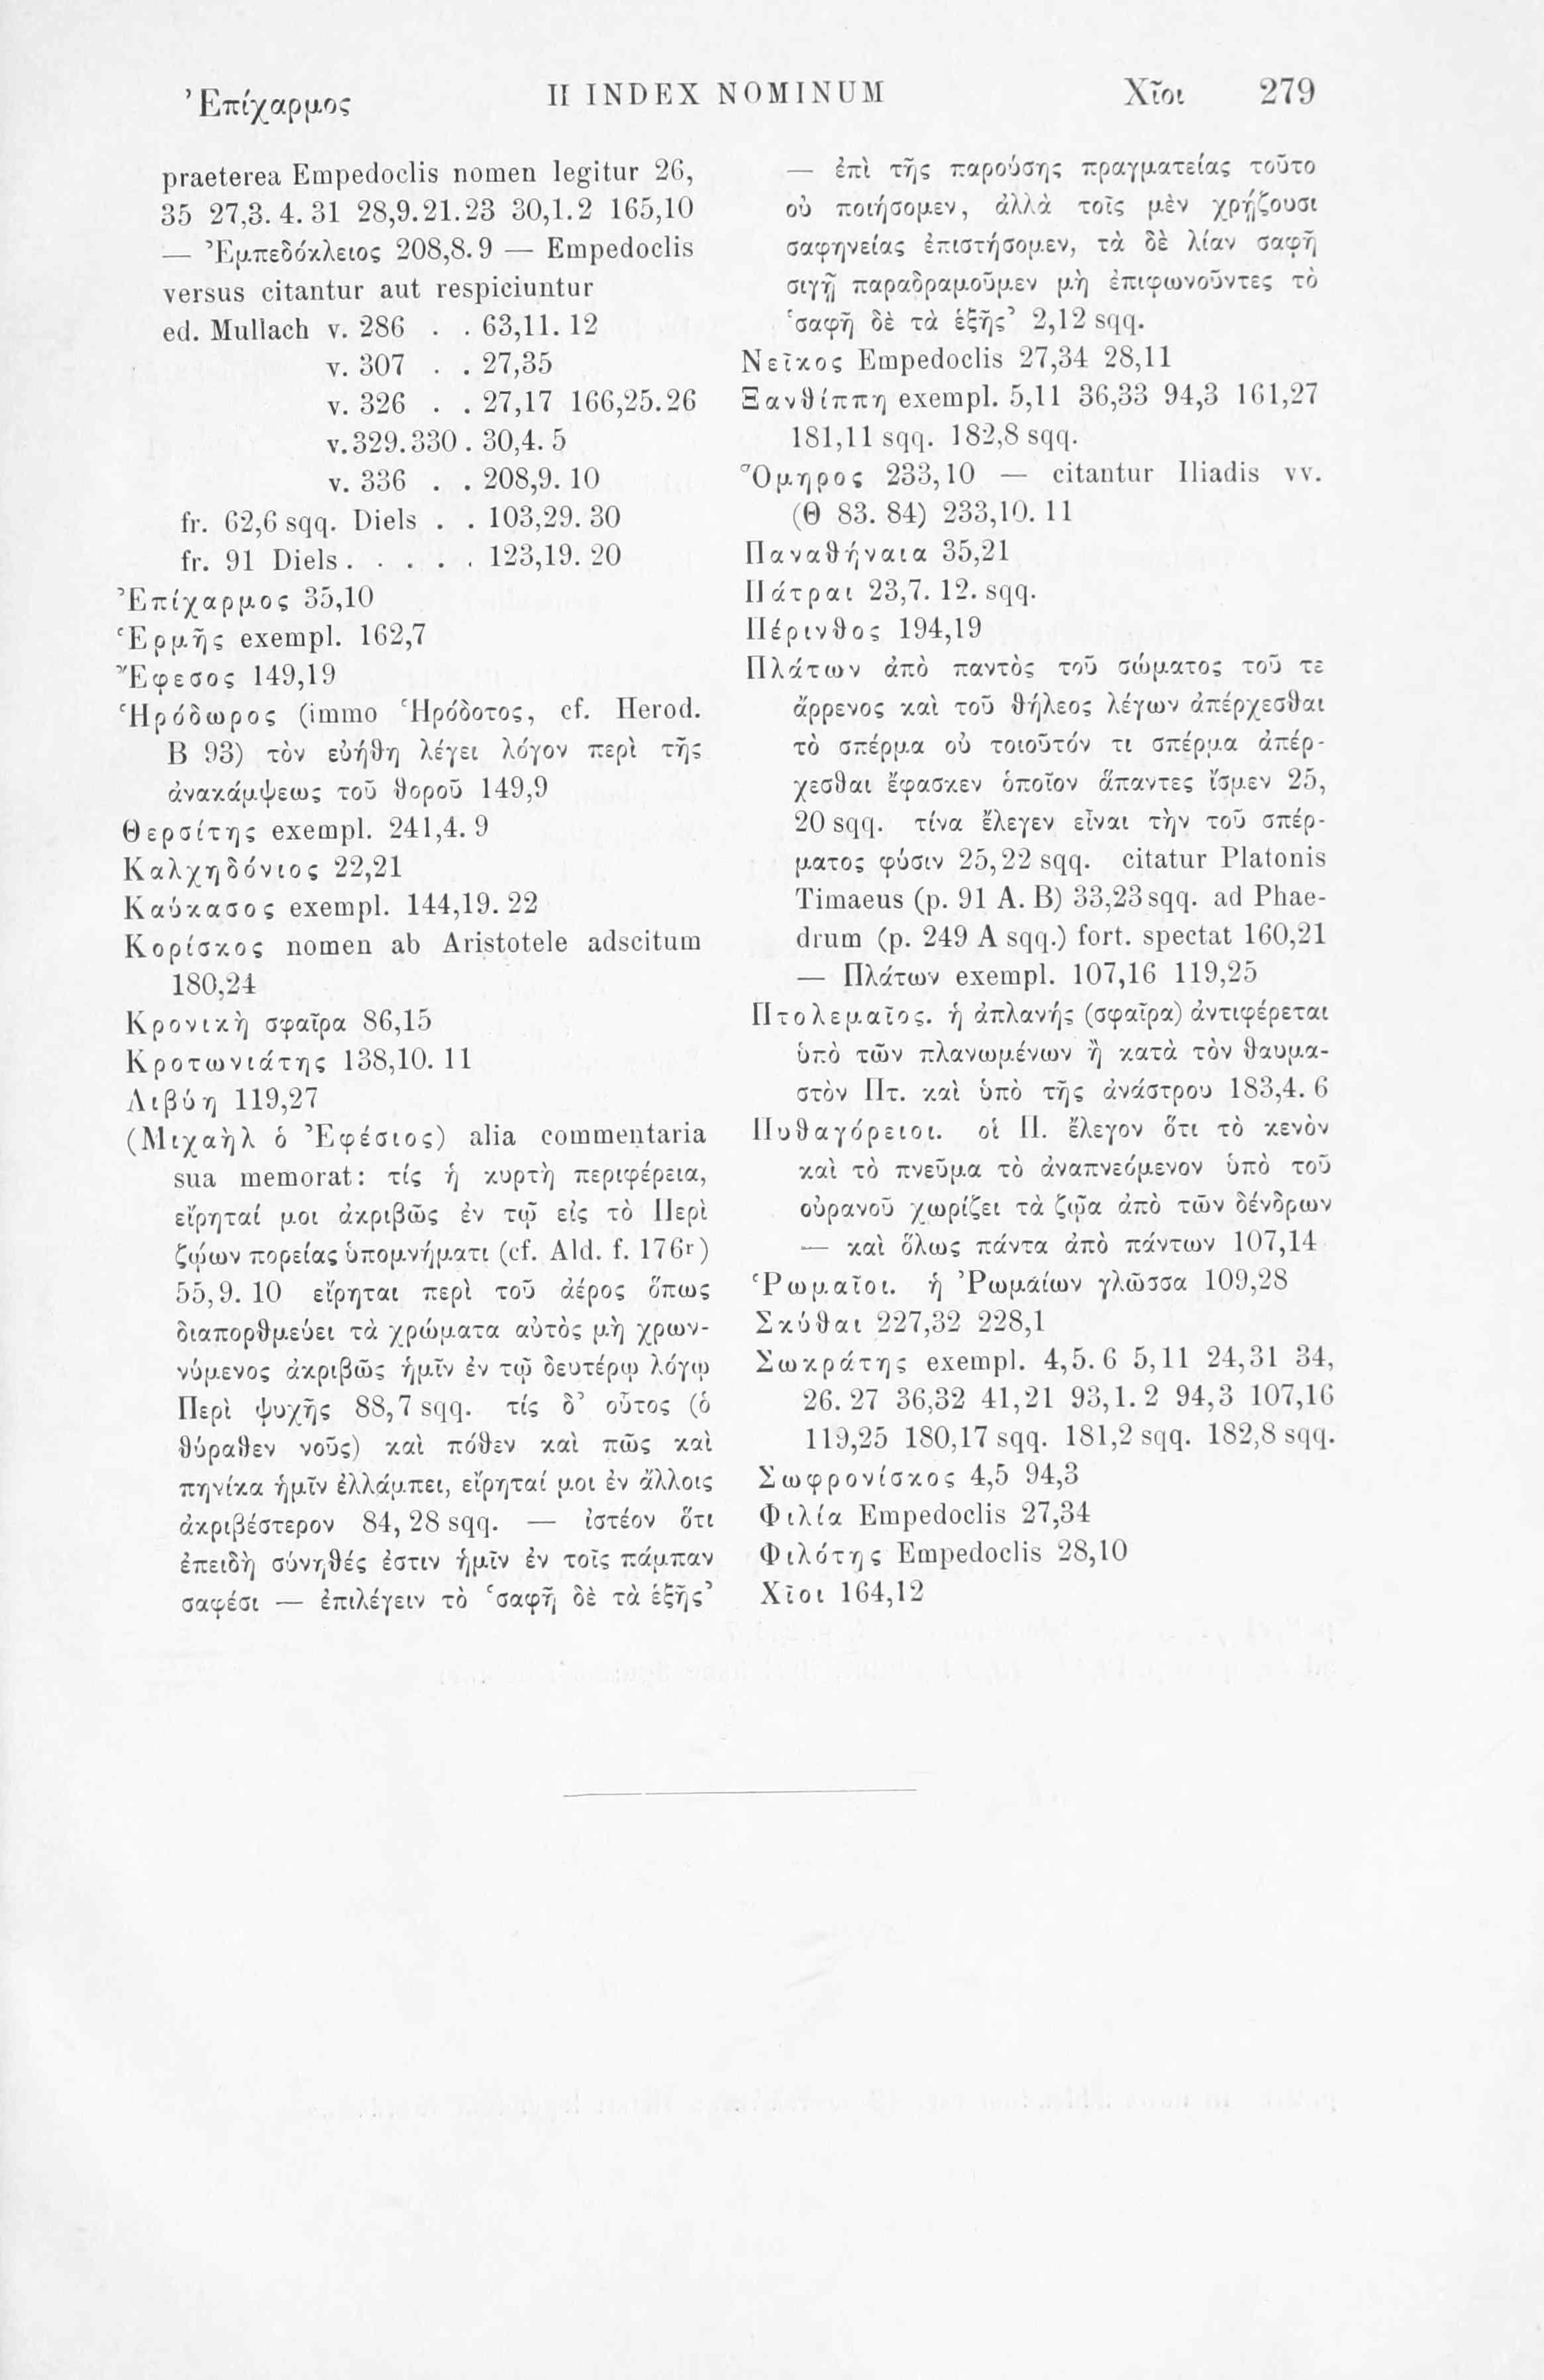 Ἐπίχαρμος II INDEX NOMINUM Χῖοι 279
praeterea Empedoclis nomen legitur 26,
35 27,3. 4. 31 28,9. 21. 23 30,1. 2 165,10
— Ἐμπεδόκλειος 208,8. 9 — Empedoclis
versus citantur aut respiciuntur
ed. Mullach v. 286 . . 63,11. 12
v. 307 . . 27,35
v. 326 . . 27,17 166,25. 26
v. 329. 330 . 30,4. 5
v. 336 . . 208,9. 10
fr. 62,6 sqq. Diels . . 103,29. 30
fr. 91 Diels . . . . . 123,19. 20
Ἐπίχαρμος 35,10
Ἑρμῆς exempl. 162,7
Ἔφεσος 149,19
Ἡρόδωρος (immo Ἡρόδοτος, cf. Herod.
Β 93) τὸν εὐήθη λέγει λόγον περὶ τῆς
ἀνακάμψεως τοῦ θοροῦ 149,9
Θερσίτης exempl. 241,4. 9
Καλχηδόνιος 22,21
Καύκασος exempl. 144,19. 22
Κορίσκος nomen ab Aristotele adscitum
180,24
Κρονικὴ σφαῖρα 86,15
Κροτωνιάτης 138,10. 11
Λιβύη 119,27
(Μιχαὴλ ὁ Ἐφέσιος) alia commentaria
sua memorat: τίς ἡ κυρτὴ περιφέρεια,
εἴρηταί μοι ἀκριβῶς ἐν τῷ εἰς τὸ Περὶ
ζῴων πορείας ὑπομνήματι (cf. Ald. f. 176r)
55,9. 10 εἴρηται περὶ τοῦ ἀέρος ὅπως
διαπορθμεύει τὰ χρώματα αὐτὸς μὴ χρων-
νύμενος ἀκριβῶς ἡμῖν ἐν τῷ δευτέρῳ λόγῳ
Περὶ ψυχῆς 88,7 sqq. τίς δ’ οὗτος (ὁ
θύραθεν νοῦς) καὶ πόθεν καὶ πῶς καὶ
πηνίκα ἡμῖν ἐλλάμπει, εἴρηταί μοι ἐν ἄλλοις
ἀκριβέστερον 84, 28 sqq. — ἰστέον ὅτι
ἐπειδὴ σύνηθές ἐστιν ἡμῖν ἐν τοῖς πάμπαν
σαφέσι — ἐπιλέγειν τὸ ‘σαφῆ δὲ τὰ ἑξῆς’
— ἐπὶ τῆς παρούσης πραγματείας τοῦτο
οὐ ποιήσομεν, ἀλλὰ τοῖς μὲν χρῄζουσι
σαφηνείας ἐπιστήσομεν, τὰ δὲ λίαν σαφῆ
σιγῇ παραδραμοῦμεν μὴ ἐπιφωνοῦντες τὸ
‘σαφῆ δὲ τὰ ἑξῆς’ 2,12 sqq.
Νεῖκος Empedoclis 27,34 28,11
Ξανθίππη exempl. 5,11 36,33 94,3 161,27
181,11 sqq. 182,8 sqq.
Ὅμηρος 233,10 — citantur Iliadis vv.
(Θ 83. 84) 233,10. 11
Παναθήναια 35,21
Πάτραι 23,7. 12. sqq.
Πέρινθος 194,19
Πλάτων ἀπὸ παντὸς τοῦ σώματος τοῦ τε
ἄρρενος καὶ τοῦ θήλεος λέγων ἀπέρχεσθαι
τὸ σπέρμα οὐ τοιοῦτόν τι σπέρμα ἀπέρ-
χεσθαι ἔφασκεν ὁποῖον ἅπαντες ἴσμεν 25,
20 sqq. τίνα ἔλεγεν εἶναι τὴν τοῦ σπέρ-
ματος φύσιν 25,22 sqq. citatur Platonis
Timaeus (p. 91 A. B) 33,23 sqq. ad Phae-
drum (p. 249 A sqq.) fort. spectat 160,21
— Πλάτων exempl. 107,16 119,25
Πτολεμαῖος. ἡ ἀπλανής (σφαῖρα) ἀντιφέρεται
ὑπὸ τῶν πλανωμένων ἢ κατὰ τὸν θαυμα-
στὸν Πτ. καὶ ὑπὸ τῆς ἀνάστρου 183,4. 6
Πυθαγόρειοι. οἱ Π. ἔλεγον ὅτι τὸ κενὸν
καὶ τὸ πνεῦμα τὸ ἀναπνεόμενον ὑπὸ τοῦ
οὐρανοῦ χωρίζει τὰ ζῷα ἀπὸ τῶν δένδρων
— καὶ ὅλως πάντα ἀπὸ πάντων 107,14
Ῥωμαῖοι. ἡ Ῥωμαίων γλῶσσα 109,28
Σκύθαι 227,32 228,1
Σωκράτης exempl. 4,5. 6 5,11 24,31 34,
26. 27 36,32 41,21 93,1. 2 94,3 107,16
119,25 180,17 sqq. 181,2 sqq. 182,8 sqq.
Σωφρονίσκος 4,5 94,3
Φιλία Empedoclis 27,34
Φιλότης Empedoclis 28,10
Χῖοι 164,12